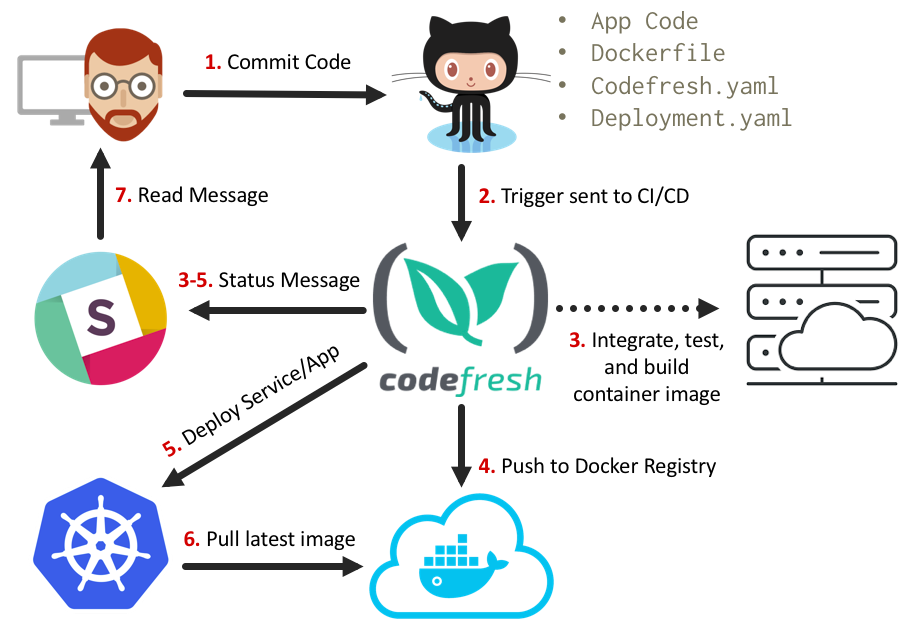 1. Commit Code
• App Code
• Dockerfile
• Codefresh.yaml
• Deployment.yaml
7. Read Message
2. Trigger sent to CI/CD
3-5. Status Message
S
codefresh
3. Integrate, test,
and build
container image
5. Deploy Service/App
4. Push to Docker Registry
6. Pull latest image